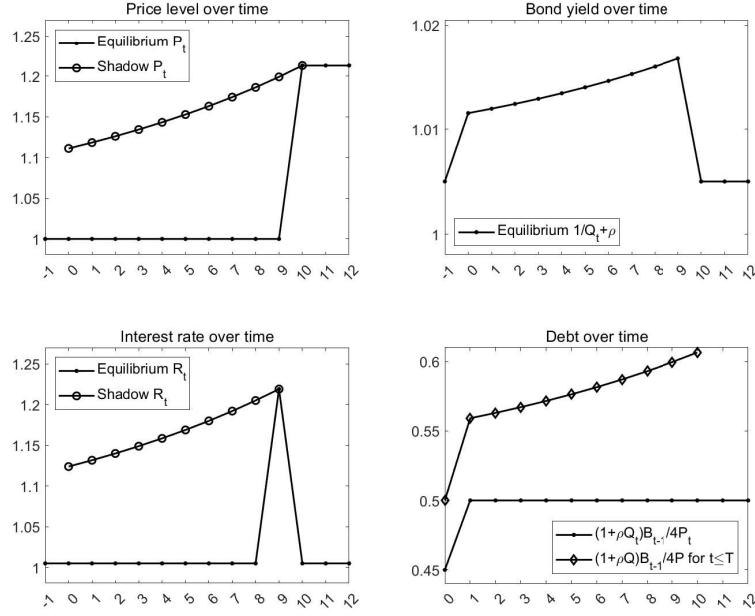 Price level over time
1.25
1.2
1.15
1.1
1.05
1
Equilibrium P_t
Shadow P_t
-1 0 1 2 3 4 5 6 7 8 9 10 11 12
Bond yield over time
1.02
1.01
1
Equilibrium 1/Q_t+ρ
-1 0 1 2 3 4 5 6 7 8 9 10 11 12
Interest rate over time
1.25
1.2
1.15
1.1
1.05
1
Equilibrium R_t
Shadow R_t
-1 0 1 2 3 4 5 6 7 8 9 10 11 12
Debt over time
0.6
0.55
0.5
0.45
(1+ρQ_t)B_{t-1}/4P_t
(1+ρQ)B_{t-1}/4P for t≤T
0 1 2 3 4 5 6 7 8 9 10 11 12